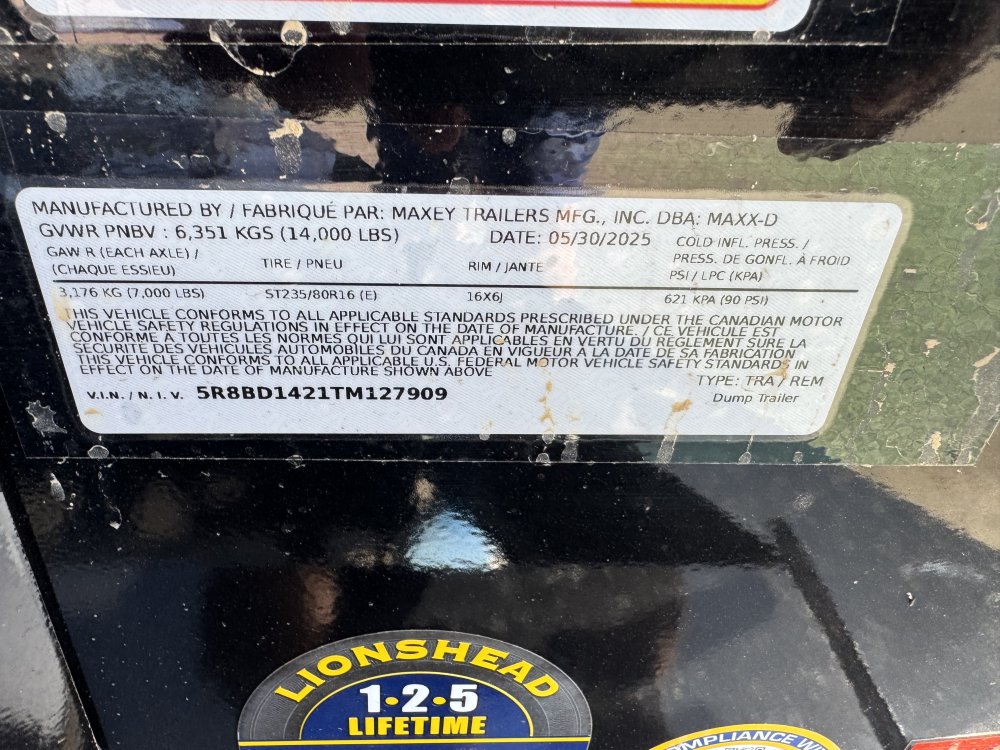 MANUFACTURED BY / FABRIQUÉ PAR: MAXEY TRAILERS MFG., INC. DBA: MAXX-D
GVWR PNBV : 6,351 KGS (14,000 LBS) DATE: 05/30/2025
GAW R (EACH AXLE) / (CHAQUE ESSIEU)
TIRE / PNEU
RIM / JANTE
COLD INFL. PRESS. /
PRESS. DE GONFL. À FROID
PSI / LPC (KPA)
3,176 KG (7,000 LBS) ST235/80R16 (E) 16X6J 621 KPA (90 PSI)
THIS VEHICLE CONFORMS TO ALL APPLICABLE STANDARDS PRESCRIBED UNDER THE CANADIAN MOTOR
VEHICLE SAFETY REGULATIONS IN EFFECT ON THE DATE OF MANUFACTURE. / CE VEHICULE EST
CONFORME A TOUTES LES NORMES QUI LUI SONT APPLICABLES EN VERTU DU REGLEMENT SURE LA
SECURITE DES VEHICULES AUTOMOBILES DU CANADA EN VIGUEUR A LA DATE DE SA FABRICATION
THIS VEHICLE CONFORMS TO ALL APPLICABLE U.S. FEDERAL MOTOR VEHICLE SAFETY STANDARDS IN
EFFECT ON THE DATE OF MANUFACTURE SHOWN ABOVE
V.I.N. / N. I. V. 5R8BD1421TM127909
TYPE: TRA / REM
Dump Trailer
LIONSHEAD
1•2•5
LIFETIME
COMPLIANCE